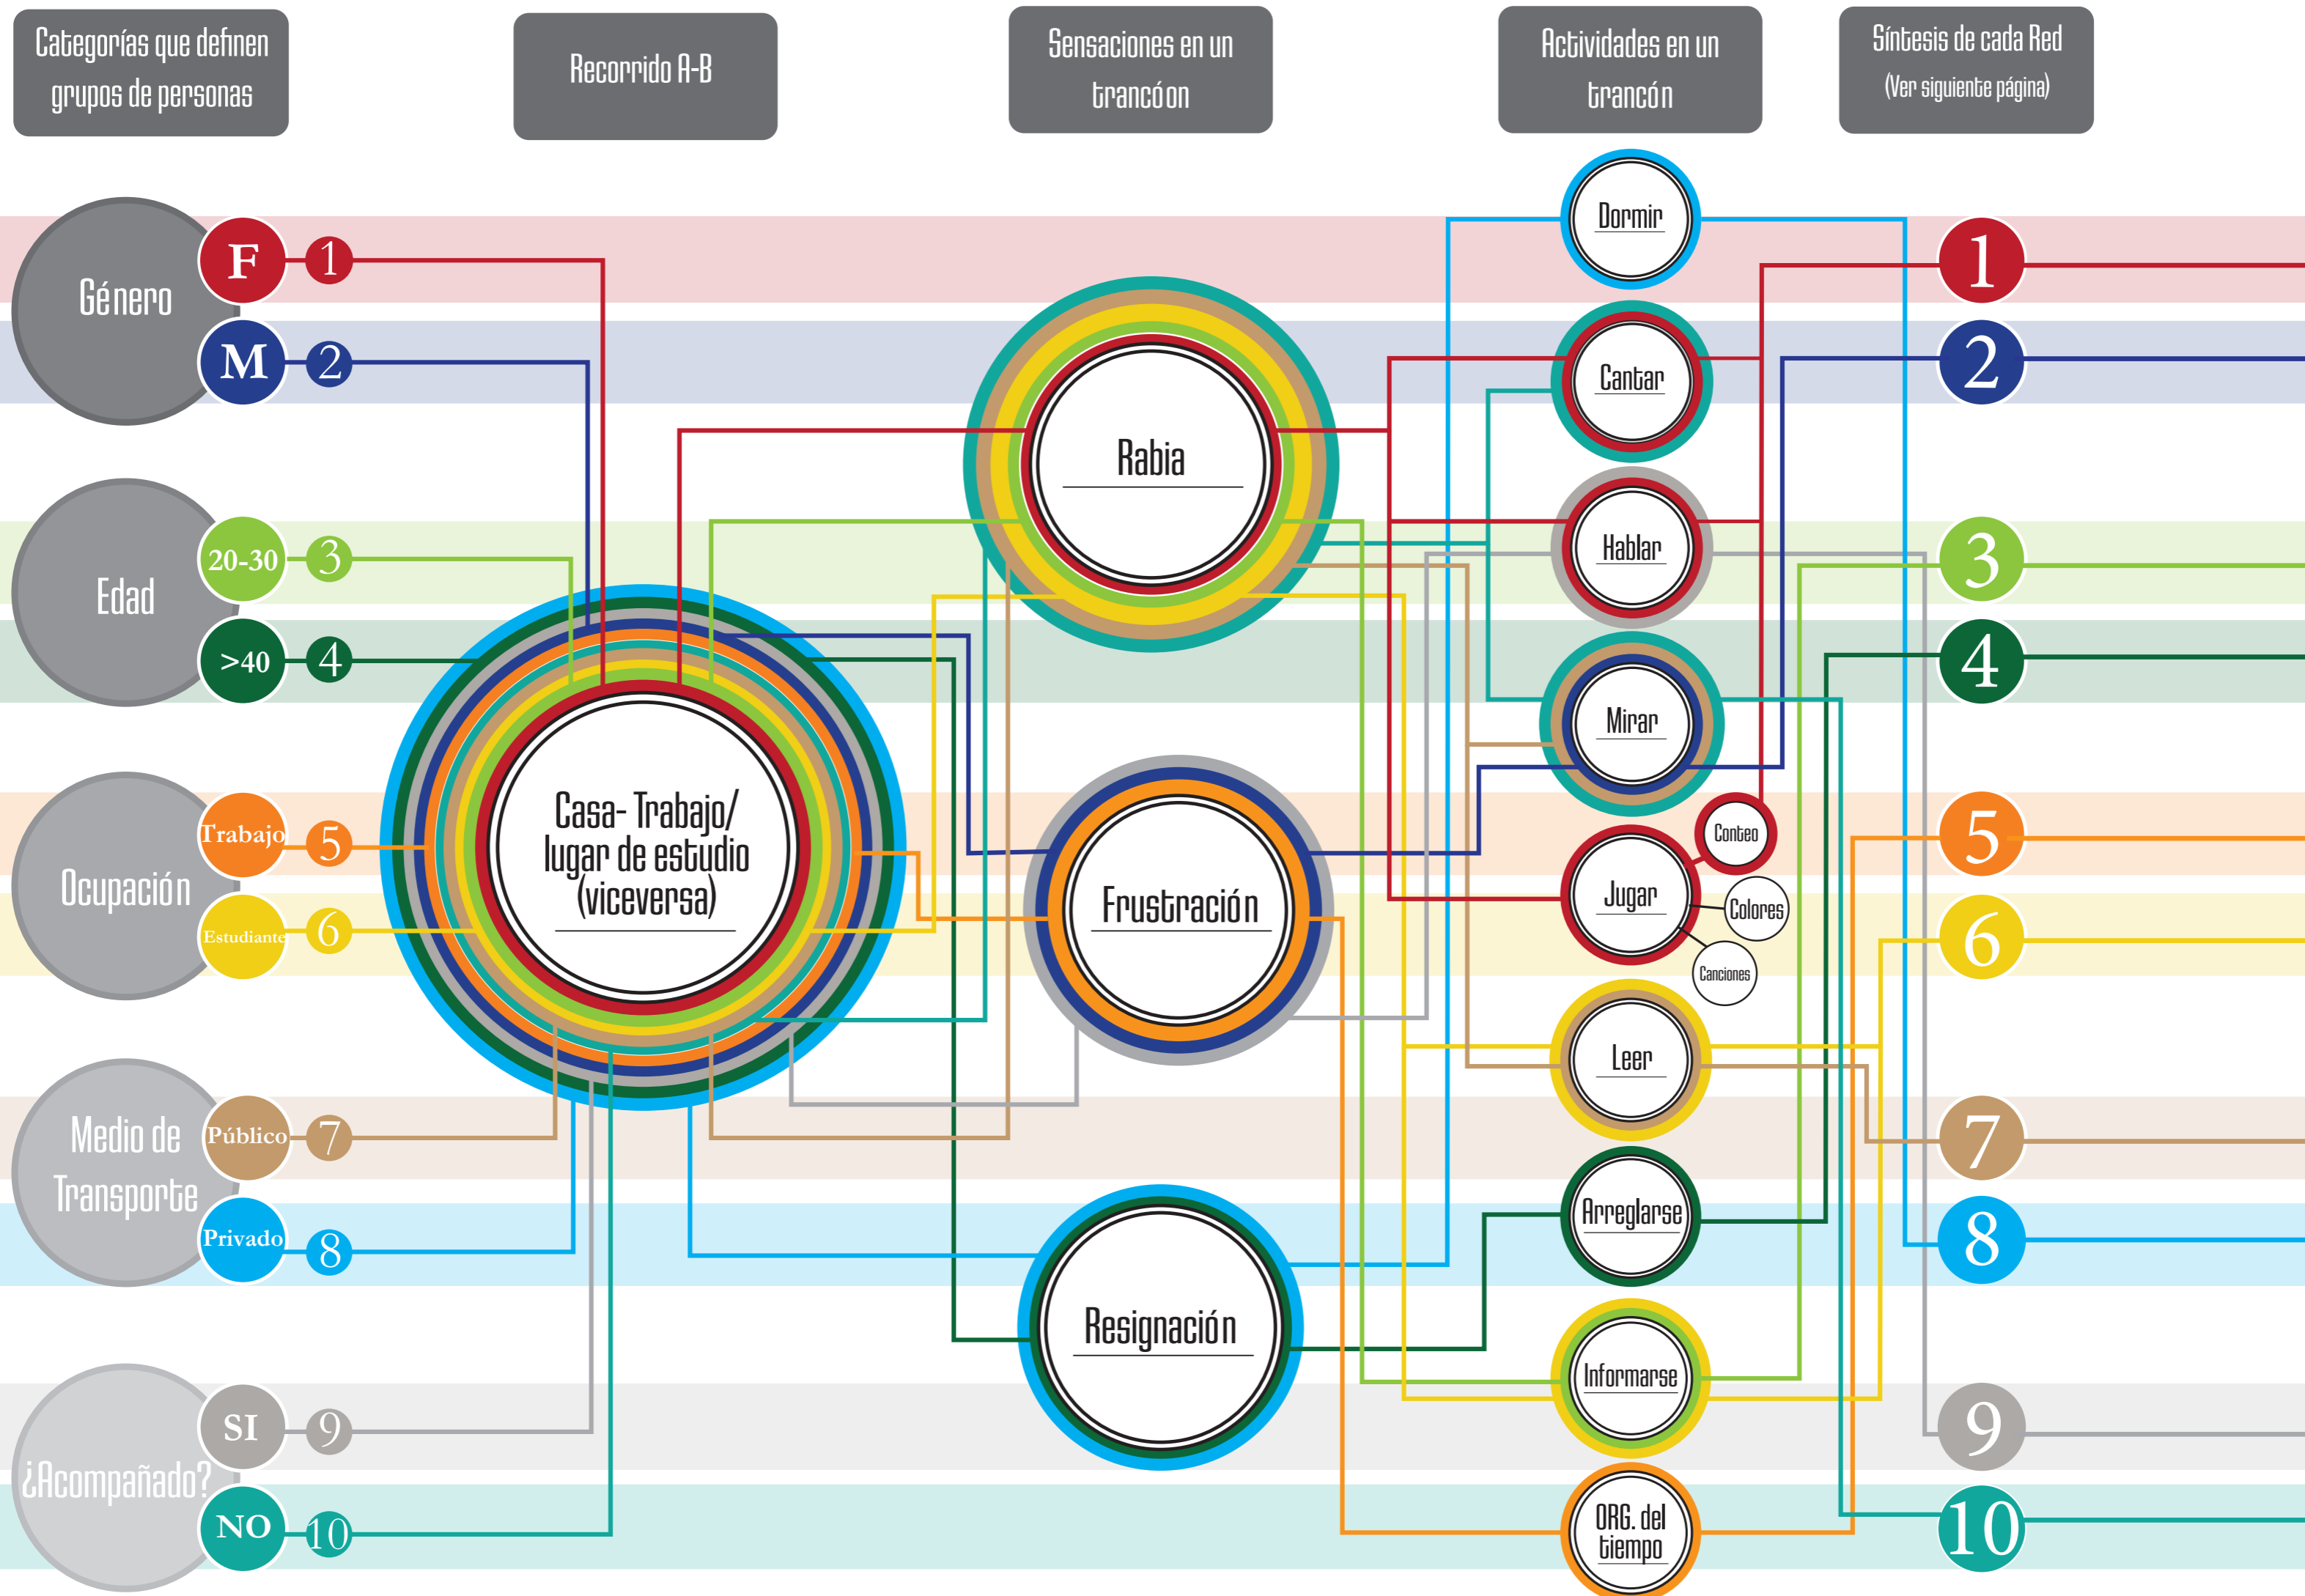 Categorías que definen
grupos de personas
Recorrido A-B
Sensaciones en un
trancóon
Actividades en un
trancón
Síntesis de cada Red
(Ver siguiente página)
Género
F
1
M
2
Edad
20-30
3
>40
4
Ocupación
Trabajo
5
Estudiante
6
Medio de
Transporte
Público
7
Privado
8
¿Acompañado?
SI
9
NO
10
Casa- Trabajo/
lugar de estudio
(viceversa)
Rabia
Frustración
Resignación
Dormir
Cantar
Hablar
Mirar
Jugar
Conteo
Colores
Canciones
Leer
Arreglarse
Informarse
ORG. del
tiempo
1
2
3
4
5
6
7
8
9
10